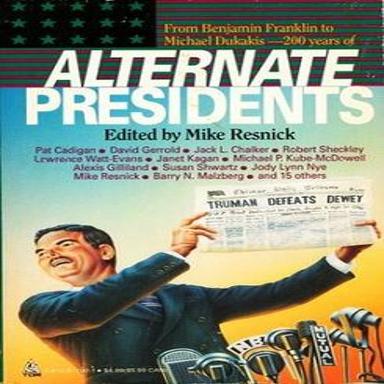 From Benjamin Franklin to
Michael Dukakis—200 years of
ALTERNATE
PRESIDENTS
Edited by Mike Resnick
Pat Cadigan • David Gerrold • Jack L. Chalker • Robert Sheckley
Lawrence Watt-Evans • Janet Kagan • Michael P. Kube-McDowell
Alexis Gilliland • Susan Shwartz • Jody Lynn Nye
Mike Resnick • Barry N. Malzberg • and 15 others
TRUMAN DEFEATS DEWEY
NBC
MUTUAL
TOR